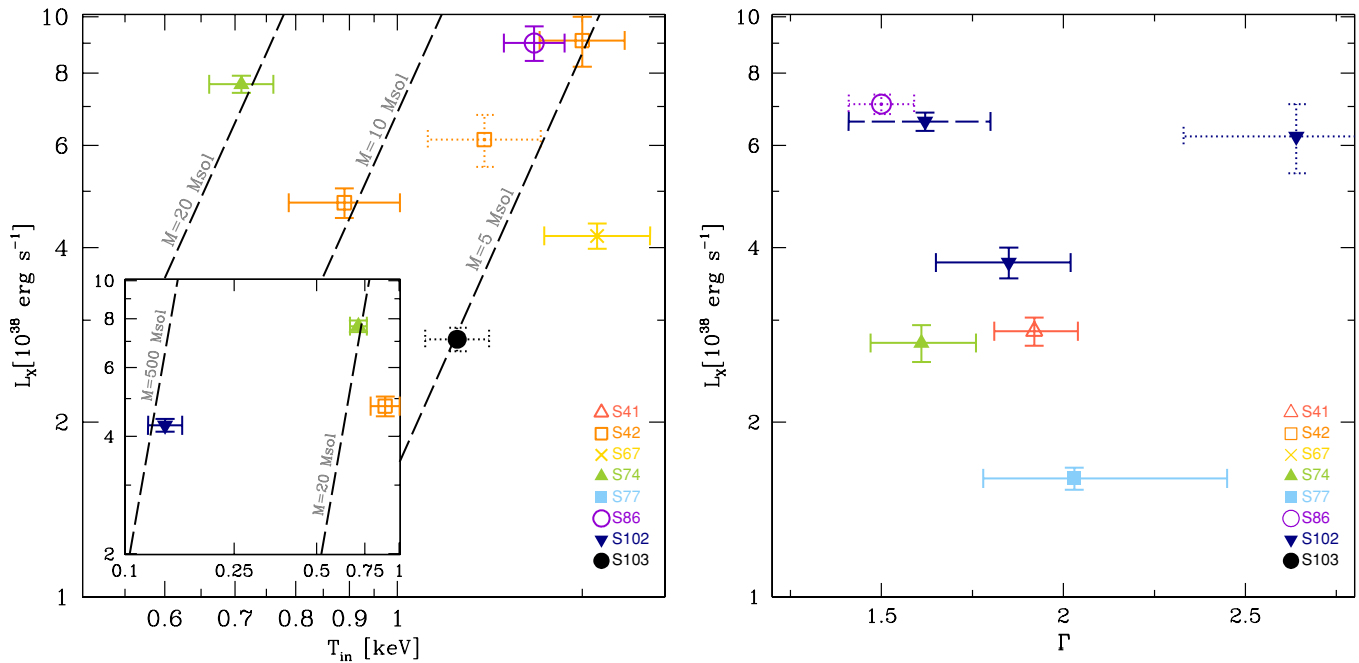 10
8
6
4
2
1
L_X[10^38 erg s^-1]
M=20 Msol
M=10 Msol
M=5 Msol
10
8
6
4
2
M=500 Msol
M=20 Msol
0.1
0.25
0.5
0.75
1
S41
S42
S67
S74
S77
S86
S102
S103
0.6
0.7
0.8
0.9
1
T_in [keV]
10
8
6
4
2
1
L_X[10^38 erg s^-1]
S41
S42
S67
S74
S77
S86
S102
S103
1.5
2
2.5
Γ